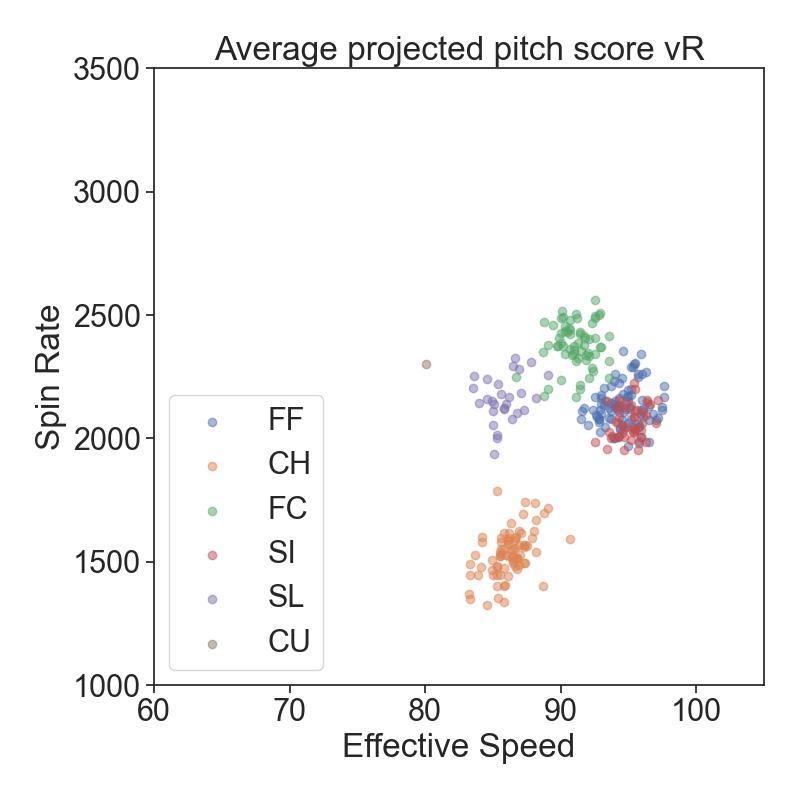 Average projected pitch score vR
3500
3000
2500
2000
1500
1000
Spin Rate
FF
CH
FC
SI
SL
CU
60
70
80
90
100
Effective Speed